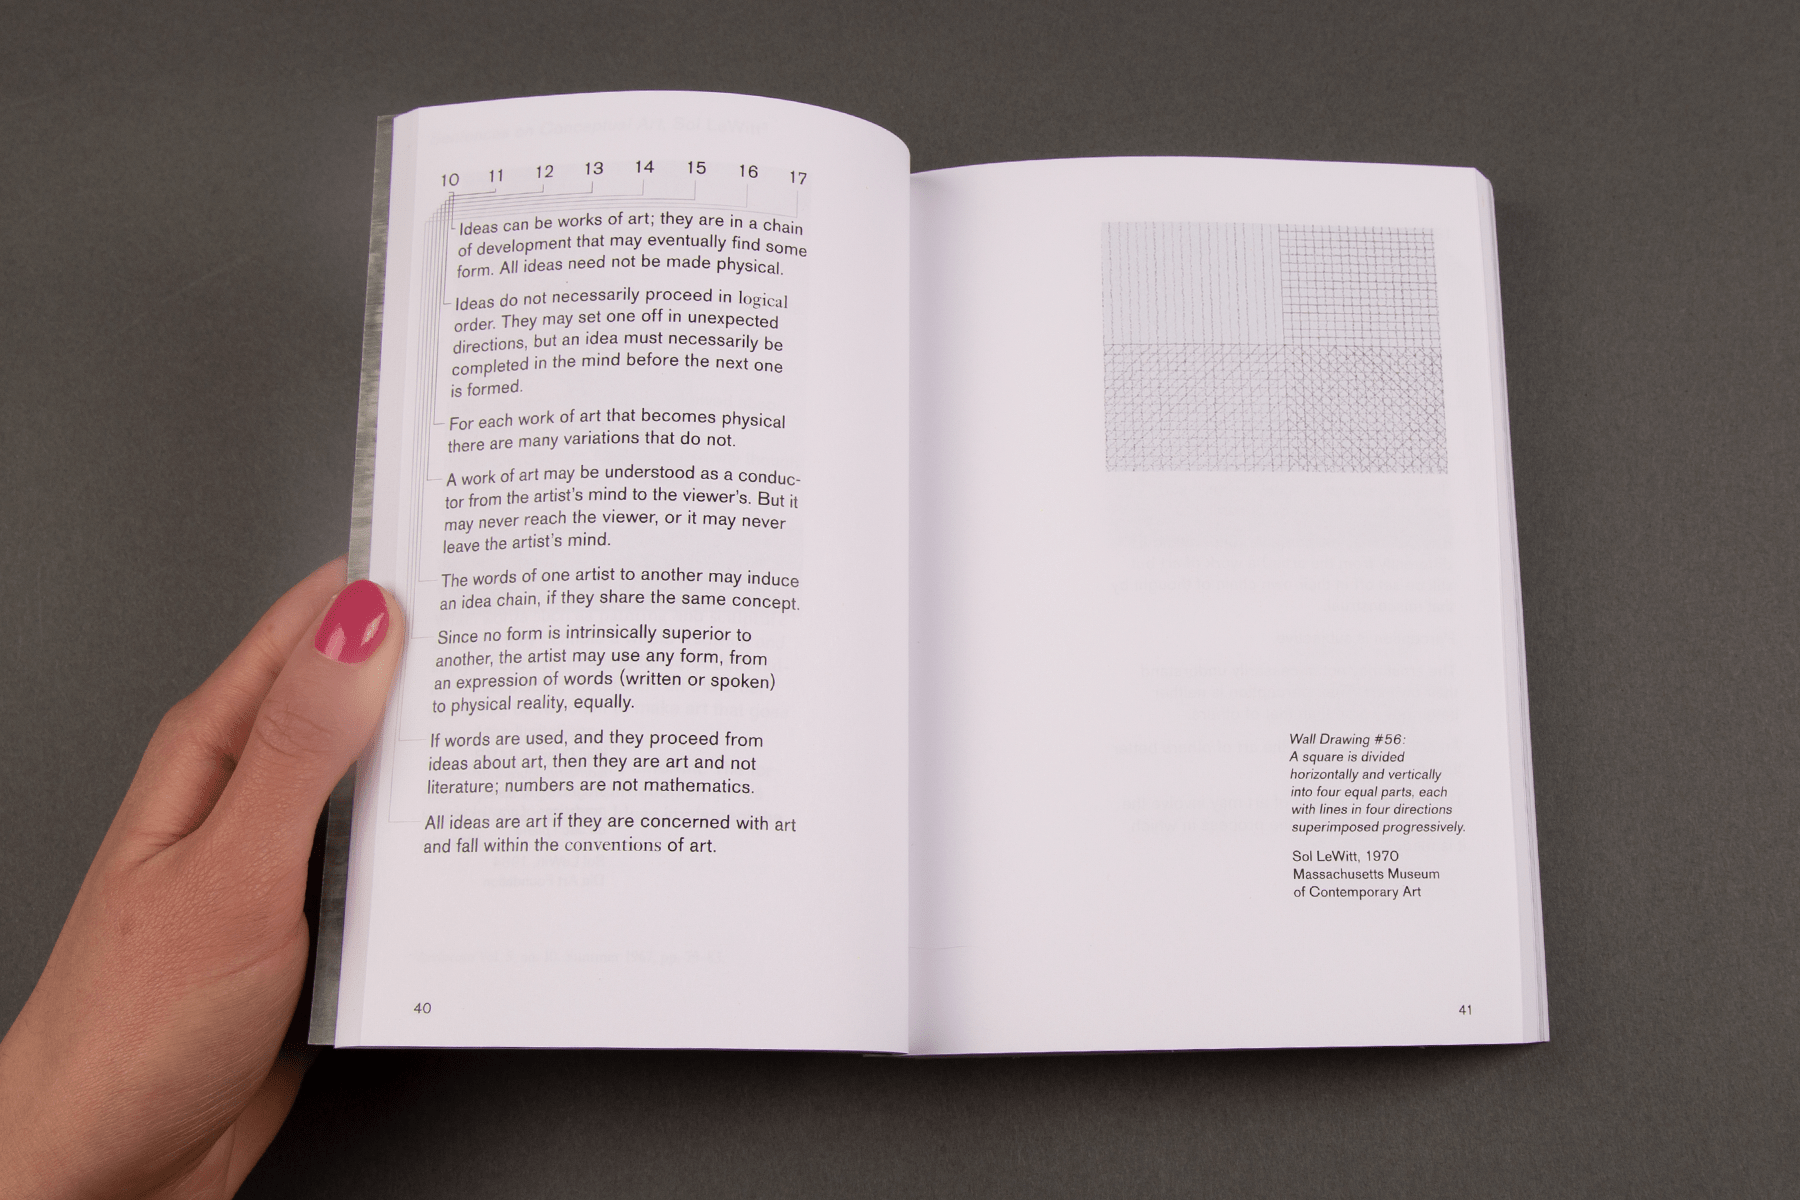 10 11 12 13 14 15 16 17
Ideas can be works of art; they are in a chain
of development that may eventually find some
form. All ideas need not be made physical.
Ideas do not necessarily proceed in logical
order. They may set one off in unexpected
directions, but an idea must necessarily be
completed in the mind before the next one
is formed.
For each work of art that becomes physical
there are many variations that do not.
A work of art may be understood as a conduc-
tor from the artist's mind to the viewer's. But it
may never reach the viewer, or it may never
leave the artist's mind.
The words of one artist to another may induce
an idea chain, if they share the same concept.
Since no form is intrinsically superior to
another, the artist may use any form, from
an expression of words (written or spoken)
to physical reality, equally.
If words are used, and they proceed from
ideas about art, then they are art and not
literature; numbers are not mathematics.
All ideas are art if they are concerned with art
and fall within the conventions of art.
40
Wall Drawing #56:
A square is divided
horizontally and vertically
into four equal parts, each
with lines in four directions
superimposed progressively.
Sol LeWitt, 1970
Massachusetts Museum
of Contemporary Art
41